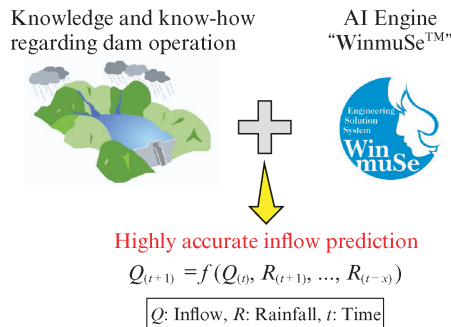 Knowledge and know-how
regarding dam operation
AI Engine
“WinmuSe™”
Engineering
Solution
System
Win
muSe
Highly accurate inflow prediction
Q(t+1) = f(Q(t), R(t+1), ..., R(t−x))
Q: Inflow, R: Rainfall, t: Time